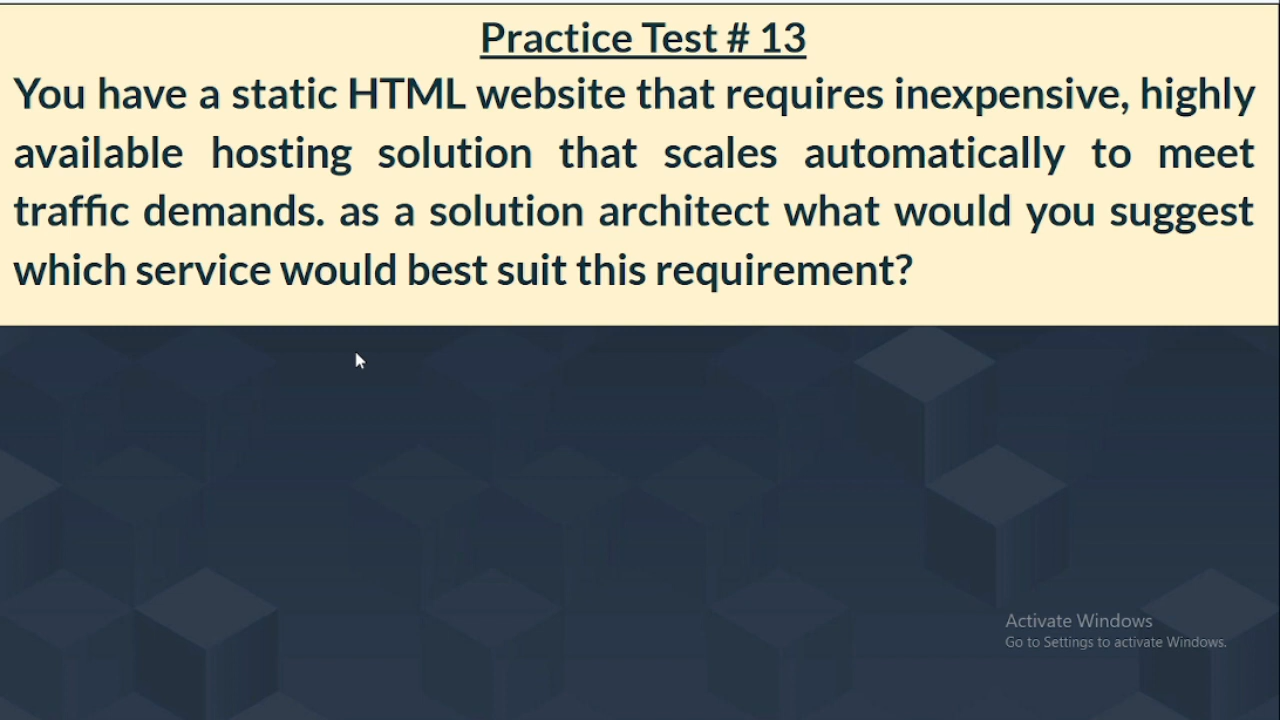 Practice Test # 13
You have a static HTML website that requires inexpensive, highly
available hosting solution that scales automatically to meet
traffic demands. as a solution architect what would you suggest
which service would best suit this requirement?
Activate Windows
Go to Settings to activate Windows.